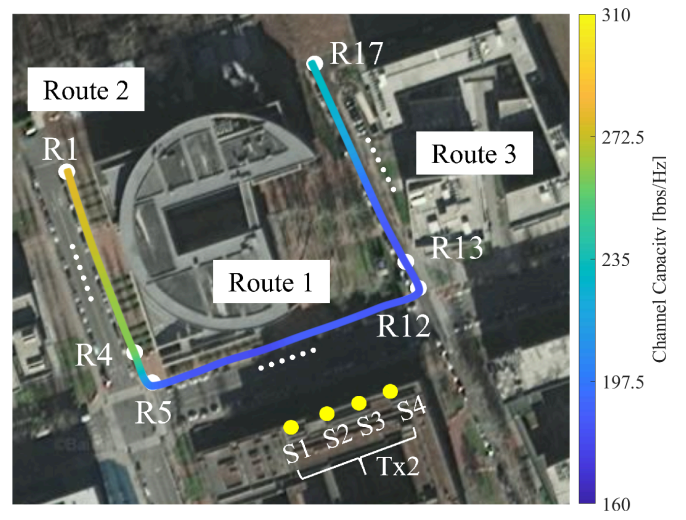 310
R17
Route 2
272.5
R1
Route 3
R13
235
Route 1
R12
R4
197.5
R5
S1 S2 S3 S4
Tx2
160
Channel Capacity [bps/Hz]